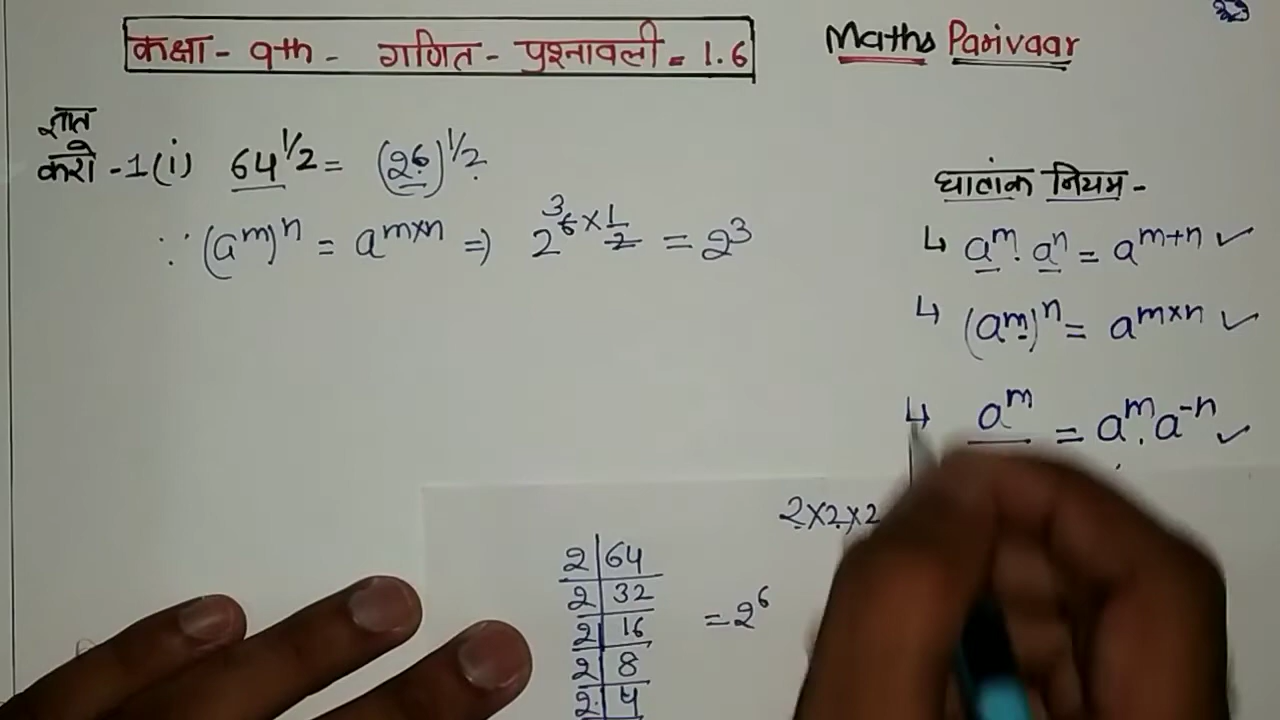 कक्षा - 9th - गणित - प्रश्नावली = 1.6
Maths Parivaar
ज्ञात
करो - 1(i) 64^1/2 = (2^6)^1/2
∵ (a^m)^n = a^m×n ⇒ 2^6×1/2 3 = 2^3
घातांक नियम -
↳ a^m . a^n = a^m+n ✓
↳ (a^m)^n = a^m×n ✓
↳ a^m = a^m . a^-n ✓
2×2×2
2|64
2|32
2|16
2|8
2|4
= 2^6